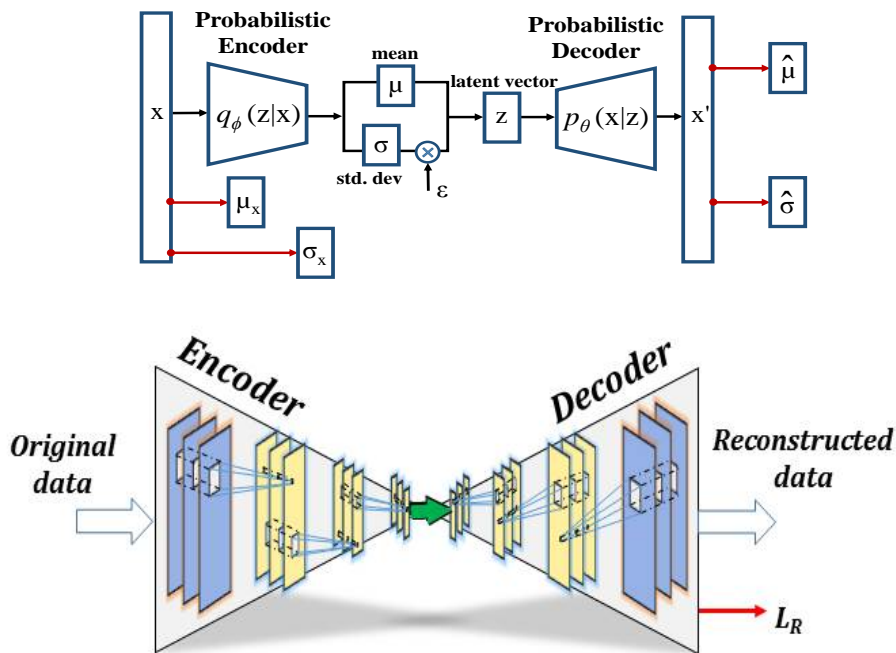 Probabilistic
Encoder
Probabilistic
Decoder
mean
μ
latent vector
x
q_ϕ(z|x)
z
p_θ(x|z)
x'
μ̂
σ
std. dev
ε
μ_x
σ_x
σ̂
Encoder
Decoder
Original
data
Reconstructed
data
L_R